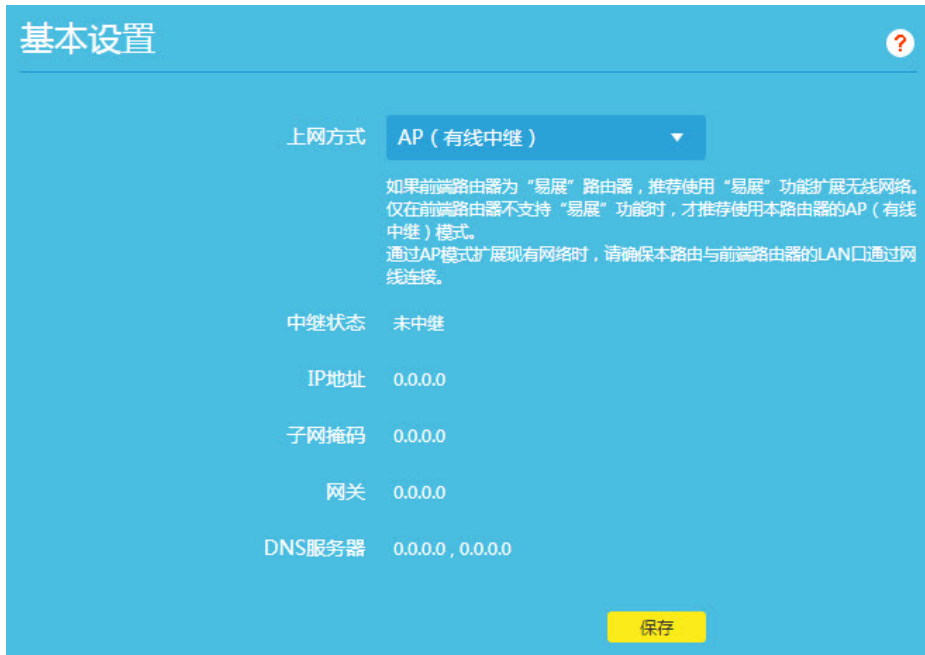 基本设置
?
上网方式 AP（有线中继）
如果前端路由器为“易展”路由器，推荐使用“易展”功能扩展无线网络。
仅在前端路由器不支持“易展”功能时，才推荐使用本路由器的AP（有线
中继）模式。
通过AP模式扩展现有网络时，请确保本路由与前端路由器的LAN口通过网
线连接。
中继状态 未中继
IP地址 0.0.0.0
子网掩码 0.0.0.0
网关 0.0.0.0
DNS服务器 0.0.0.0 , 0.0.0.0
保存